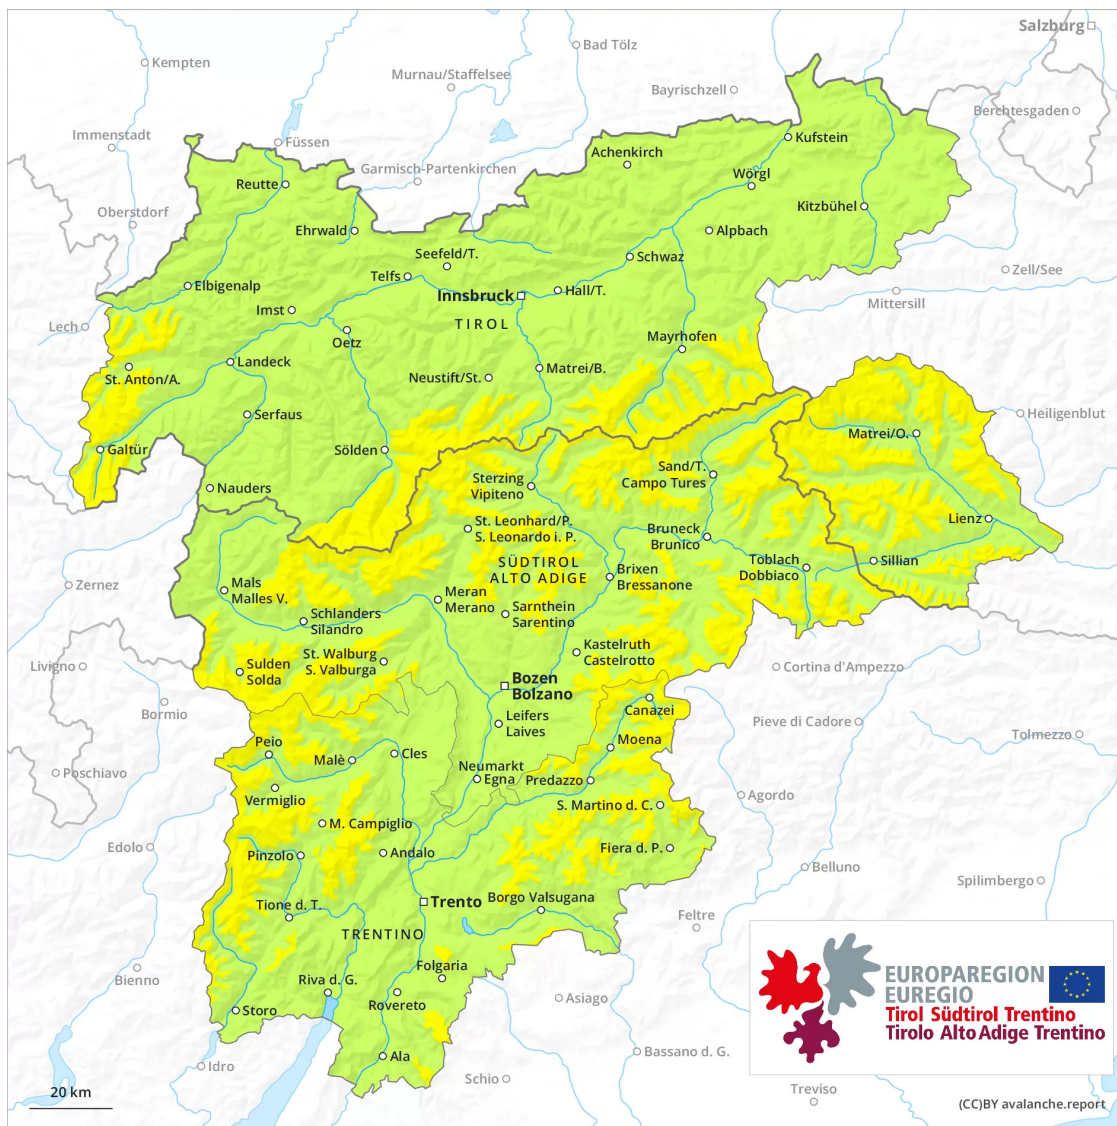 Salzburg
Kempten
Bad Tölz
Murnau/Staffelsee
Bayrischzell
Berchtesgaden
Immenstadt
Füssen
Kufstein
Garmisch-Partenkirchen
Achenkirch
Wörgl
Reutte
Oberstdorf
Kitzbühel
Ehrwald
Alpbach
Seefeld/T.
Schwaz
Telfs
Zell/See
Elbigenalp
Innsbruck
Hall/T.
Mittersill
Imst
TIROL
Lech
Oetz
Mayrhofen
Landeck
St. Anton/A.
Matrei/B.
Neustift/St.
Serfaus
Heiligenblut
Matrei/O.
Galtür
Sölden
Sterzing
Vipiteno
Sand/T.
Campo Tures
Nauders
Lienz
St. Leonhard/P.
S. Leonardo i. P.
Bruneck
Brunico
SÜDTIROL
ALTO ADIGE
Toblach
Dobbiaco
Sillian
Zernez
Mals
Malles V.
Brixen
Bressanone
Meran
Merano
Schlanders
Silandro
Sarnthein
Sarentino
Kastelruth
Castelrotto
Livigno
St. Walburg
S. Valburga
Sulden
Solda
Cortina d'Ampezzo
Bozen
Bolzano
Bormio
Canazei
Leifers
Laives
Pieve di Cadore
Tolmezzo
Moena
Peio
Malè
Cles
Poschiavo
Neumarkt
Egna
Predazzo
Vermiglio
Agordo
S. Martino d. C.
M. Campiglio
Edolo
Pinzolo
Andalo
Fiera d. P.
Belluno
Spilimbergo
Trento
Borgo Valsugana
Tione d. T.
Feltre
TRENTINO
Bienno
Folgaria
Riva d. G.
Rovereto
Asiago
Storo
EUROPAREGION
EUREGIO
Tirol Südtirol Trentino
Tirolo Alto Adige Trentino
Ala
Bassano d. G.
Idro
Schio
Treviso
20 km
(CC)BY avalanche.report